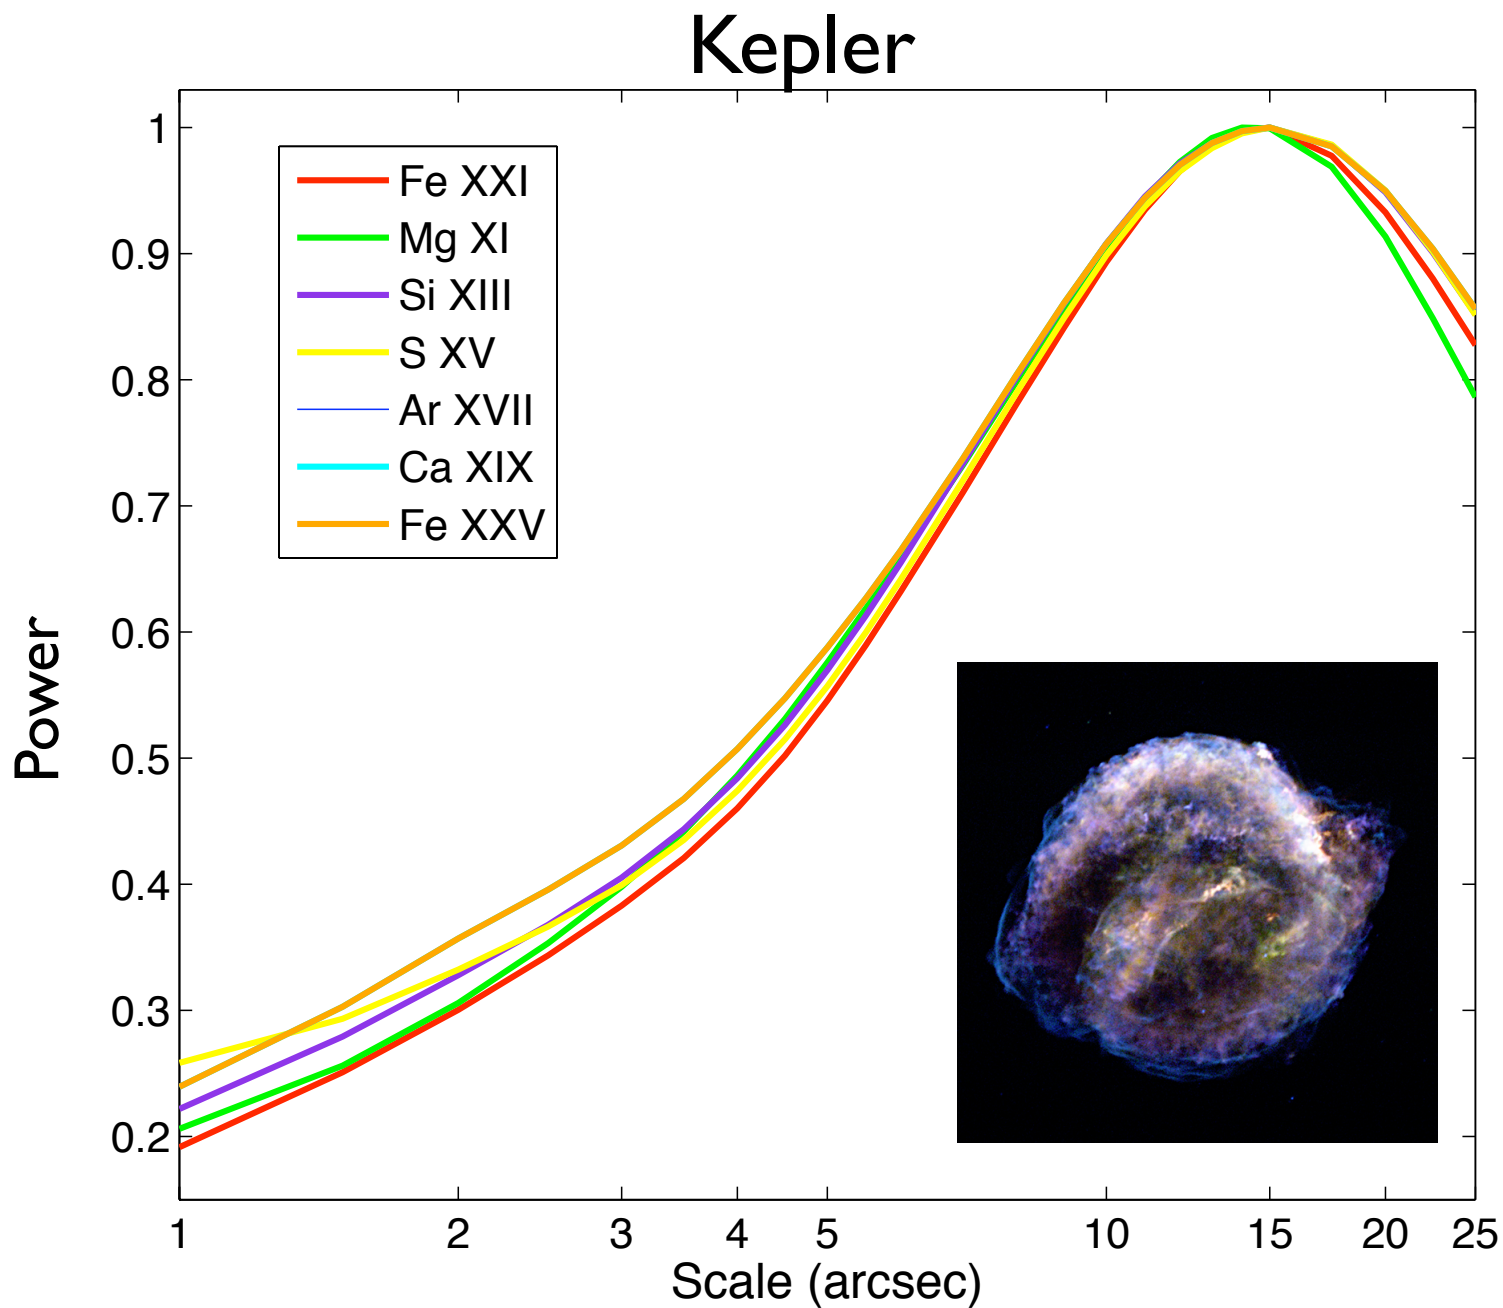 Kepler
1
0.9
0.8
0.7
0.6
0.5
0.4
0.3
0.2
Power
Fe XXI
Mg XI
Si XIII
S XV
Ar XVII
Ca XIX
Fe XXV
1 2 3 4 5 10 15 20 25
Scale (arcsec)